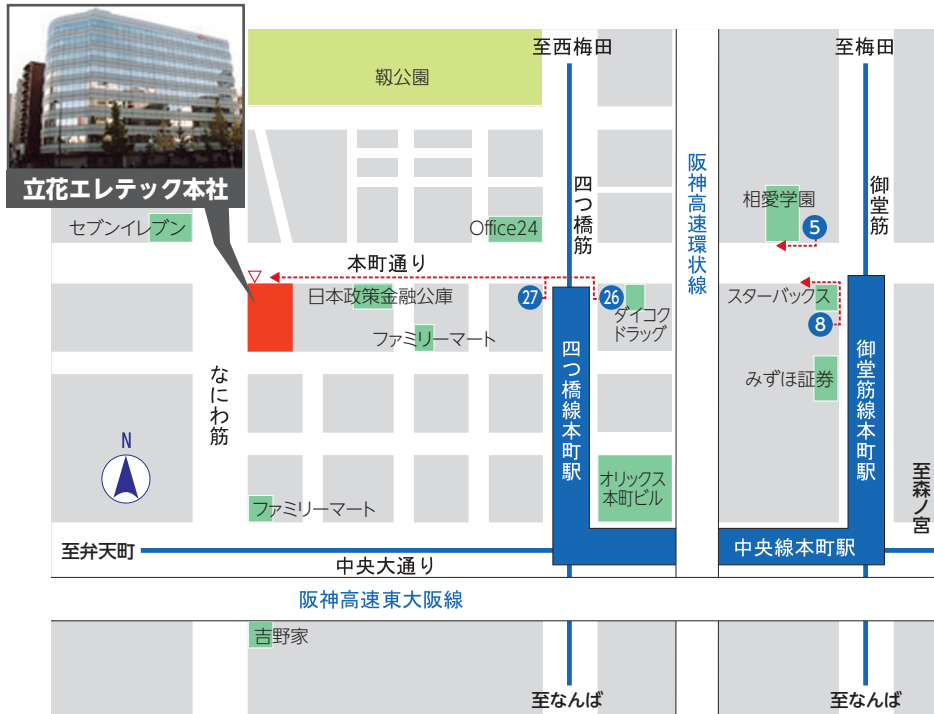 至西梅田
至梅田
靱公園
立花エレテック本社
セブンイレブン
Office24
四つ橋筋
阪神高速環状線
相愛学園
5
御堂筋
本町通り
日本政策金融公庫
27
26
ダイコク
ドラッグ
スターバックス
8
ファミリーマート
なにわ筋
四つ橋線本町駅
みずほ証券
御堂筋線本町駅
N
ファミリーマート
オリックス
本町ビル
至森ノ宮
至弁天町
中央大通り
中央線本町駅
阪神高速東大阪線
吉野家
至なんば
至なんば